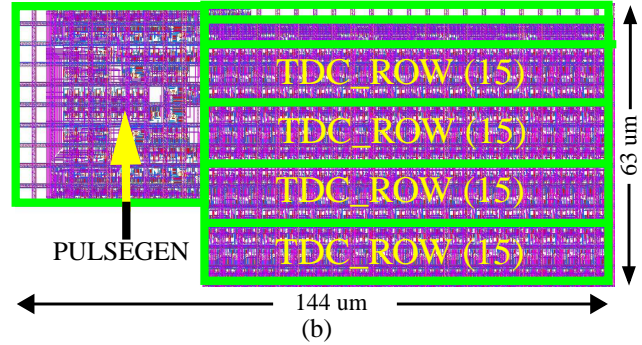 TDC_ROW (15)
TDC_ROW (15)
TDC_ROW (15)
TDC_ROW (15)
63 um
PULSEGEN
144 um
(b)